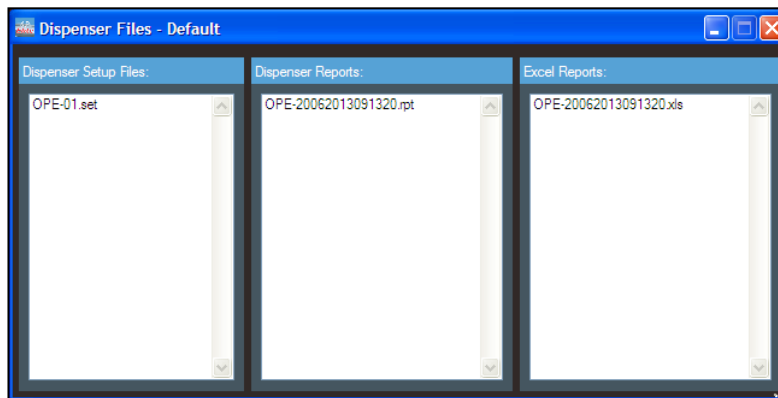 Dispenser Files - Default
Dispenser Setup Files:
Dispenser Reports:
Excel Reports:
OPE-01.set
OPE-20062013091320.rpt
OPE-20062013091320.xls